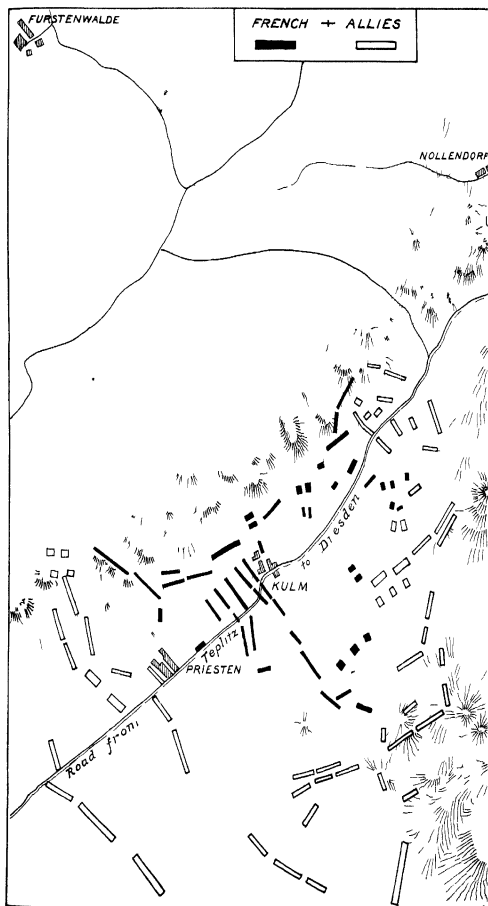 FURSTENWALDE
FRENCH + ALLIES
NOLLENDORF
KULM
PRIESTEN
Road from Teplitz to Dresden